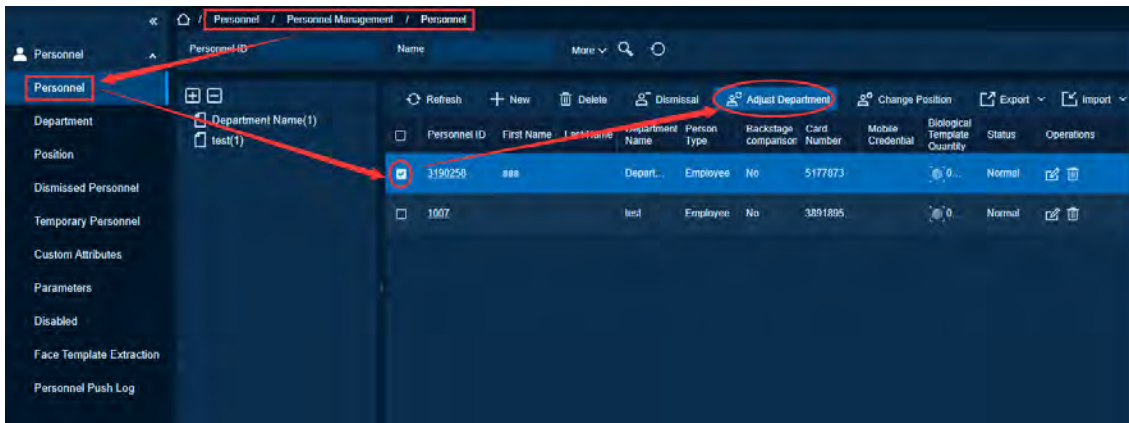 « / Personnel / Personnel Management / Personnel
Personnel
Personnel
Department
Position
Dismissed Personnel
Temporary Personnel
Custom Attributes
Parameters
Disabled
Face Template Extraction
Personnel Push Log
Personnel ID Name More
Department Name(1)
test(1)
Refresh New Delete Dismissal Adjust Department Change Position Export Import
Personnel ID First Name Last Name Department Name Person Type Backstage comparison Card Number Mobile Credential Biological Template Quantity Status Operations
3190258 aaa Depart... Employee No 5177873 0... Normal
1007 test Employee No 3891895 0... Normal